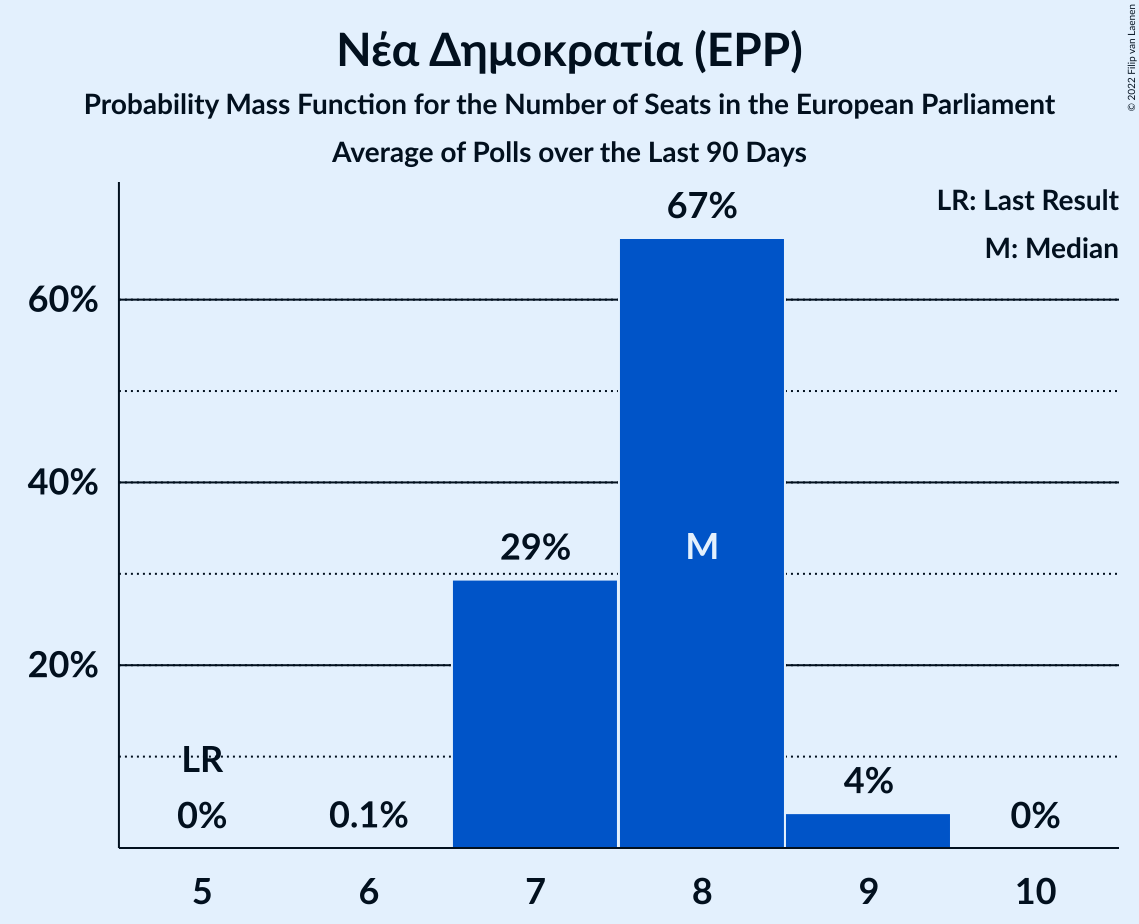 Νέα Δημοκρατία (EPP)
Probability Mass Function for the Number of Seats in the European Parliament
Average of Polls over the Last 90 Days
© 2022 Filip van Laenen
LR: Last Result
M: Median
67%
60%
40%
29%
M
20%
LR
0%
0.1%
4%
0%
5 6 7 8 9 10